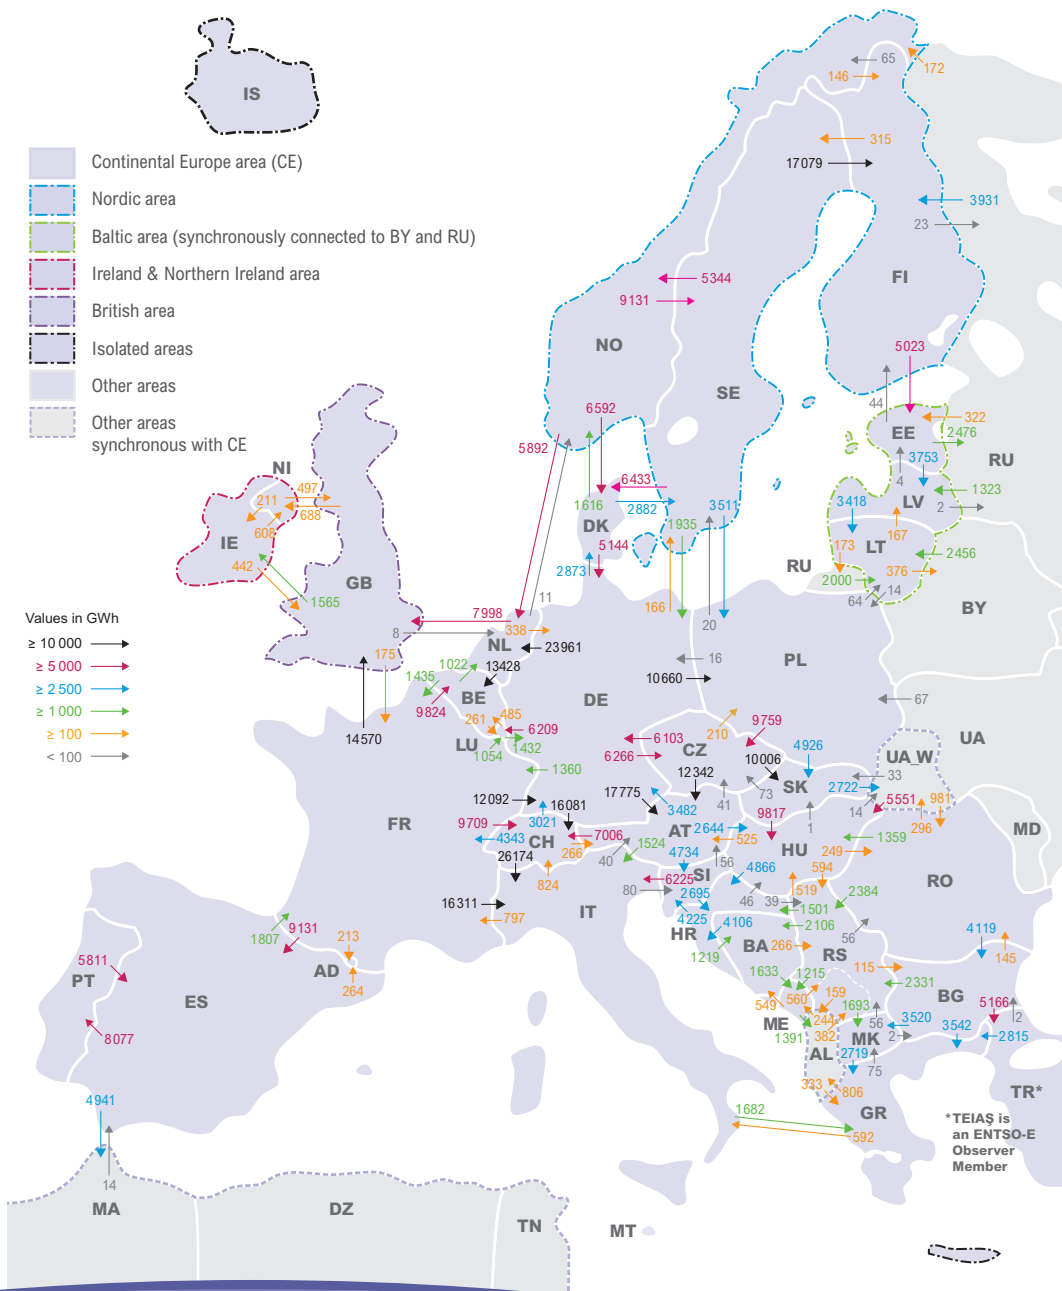 IS
65
146
172
Continental Europe area (CE)
315
17079
Nordic area
3931
23
Baltic area (synchronously connected to BY and RU)
Ireland & Northern Ireland area
5344
FI
9131
British area
Isolated areas
NO
5023
Other areas
SE
Other areas
synchronous with CE
6592
44
322
5892
EE
2476
NI
3753
RU
497
6433
4
1323
211
688
1616
2882
3511
3418
LV
2
608
DK
1935
167
IE
5144
173
LT
2456
442
GB
2873
RU
376
1565
2000
14
64
BY
Values in GWh
7998
11
166
≥ 10 000
8
338
20
≥ 5 000
175
NL
23961
16
PL
≥ 2 500
1022
13428
10660
1435
BE
DE
67
≥ 1 000
9824
261
485
≥ 100
14570
6209
210
9759
LU
1432
6103
CZ
4926
UA
< 100
1054
6266
10006
UA_W
1360
12342
33
73
SK
2722
12092
16081
17775
3482
41
14
5551
981
FR
3021
9817
1
296
MD
9709
7006
AT
2644
4343
CH
266
1524
525
1359
26174
40
56
HU
249
824
4734
SI
4866
594
RO
6225
80
2695
46
39
519
2384
16311
IT
4225
1501
797
HR
4106
2106
56
4119
1807
9131
213
1219
BA
266
RS
145
5811
AD
1633
1215
115
PT
264
549
560
159
2331
BG
ES
1693
5166
ME
244
56
3520
2
8077
382
MK
2
3542
2815
1391
AL
2719
75
333
806
TR*
4941
1682
GR
*TEIAŞ is
an ENTSO-E
Observer
Member
592
14
MA
DZ
TN
MT